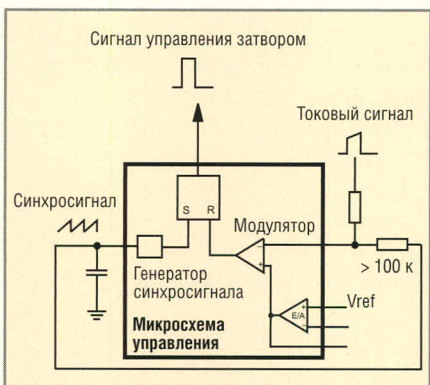 Сигнал управления затвором
Токовый сигнал
Синхросигнал
S R
Модулятор
Генератор
синхросигнала
> 100 к
Vref
E/A
Микросхема
управления